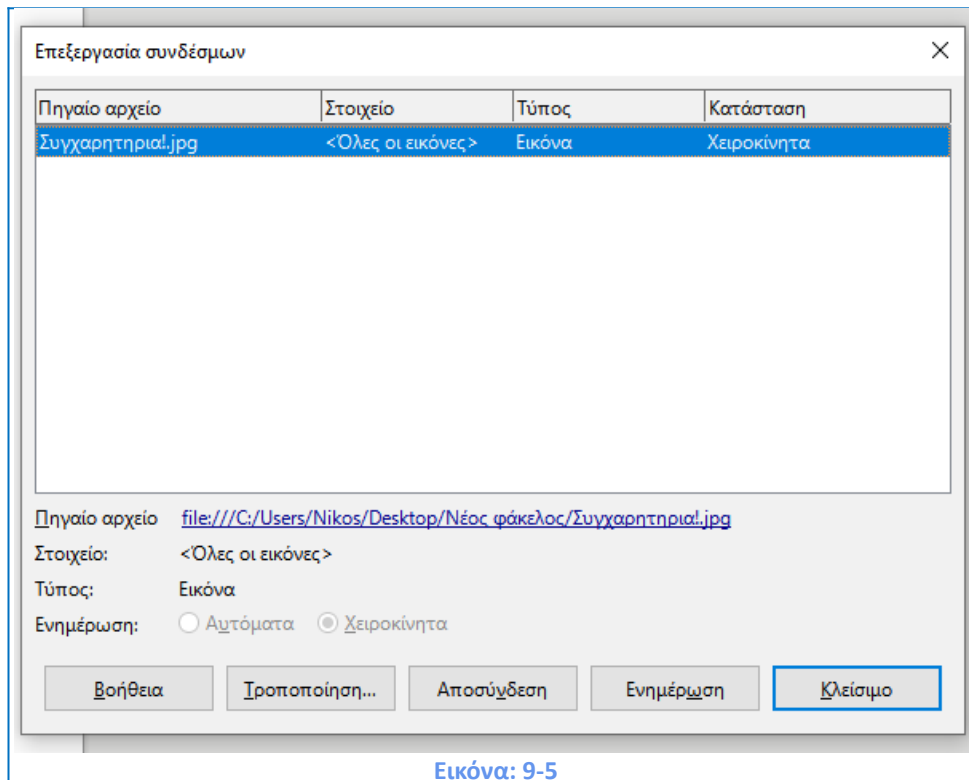 Επεξεργασία συνδέσμων
Πηγαίο αρχείο Στοιχείο Τύπος Κατάσταση
Συγχαρητηρια!.jpg <Όλες οι εικόνες> Εικόνα Χειροκίνητα
Πηγαίο αρχείο file:///C:/Users/Nikos/Desktop/Νέος φάκελος/Συγχαρητηρια!.jpg
Στοιχείο: <Όλες οι εικόνες>
Τύπος: Εικόνα
Ενημέρωση: Αυτόματα Χειροκίνητα
Βοήθεια Τροποποίηση... Αποσύνδεση Ενημέρωση Κλείσιμο
Εικόνα: 9-5